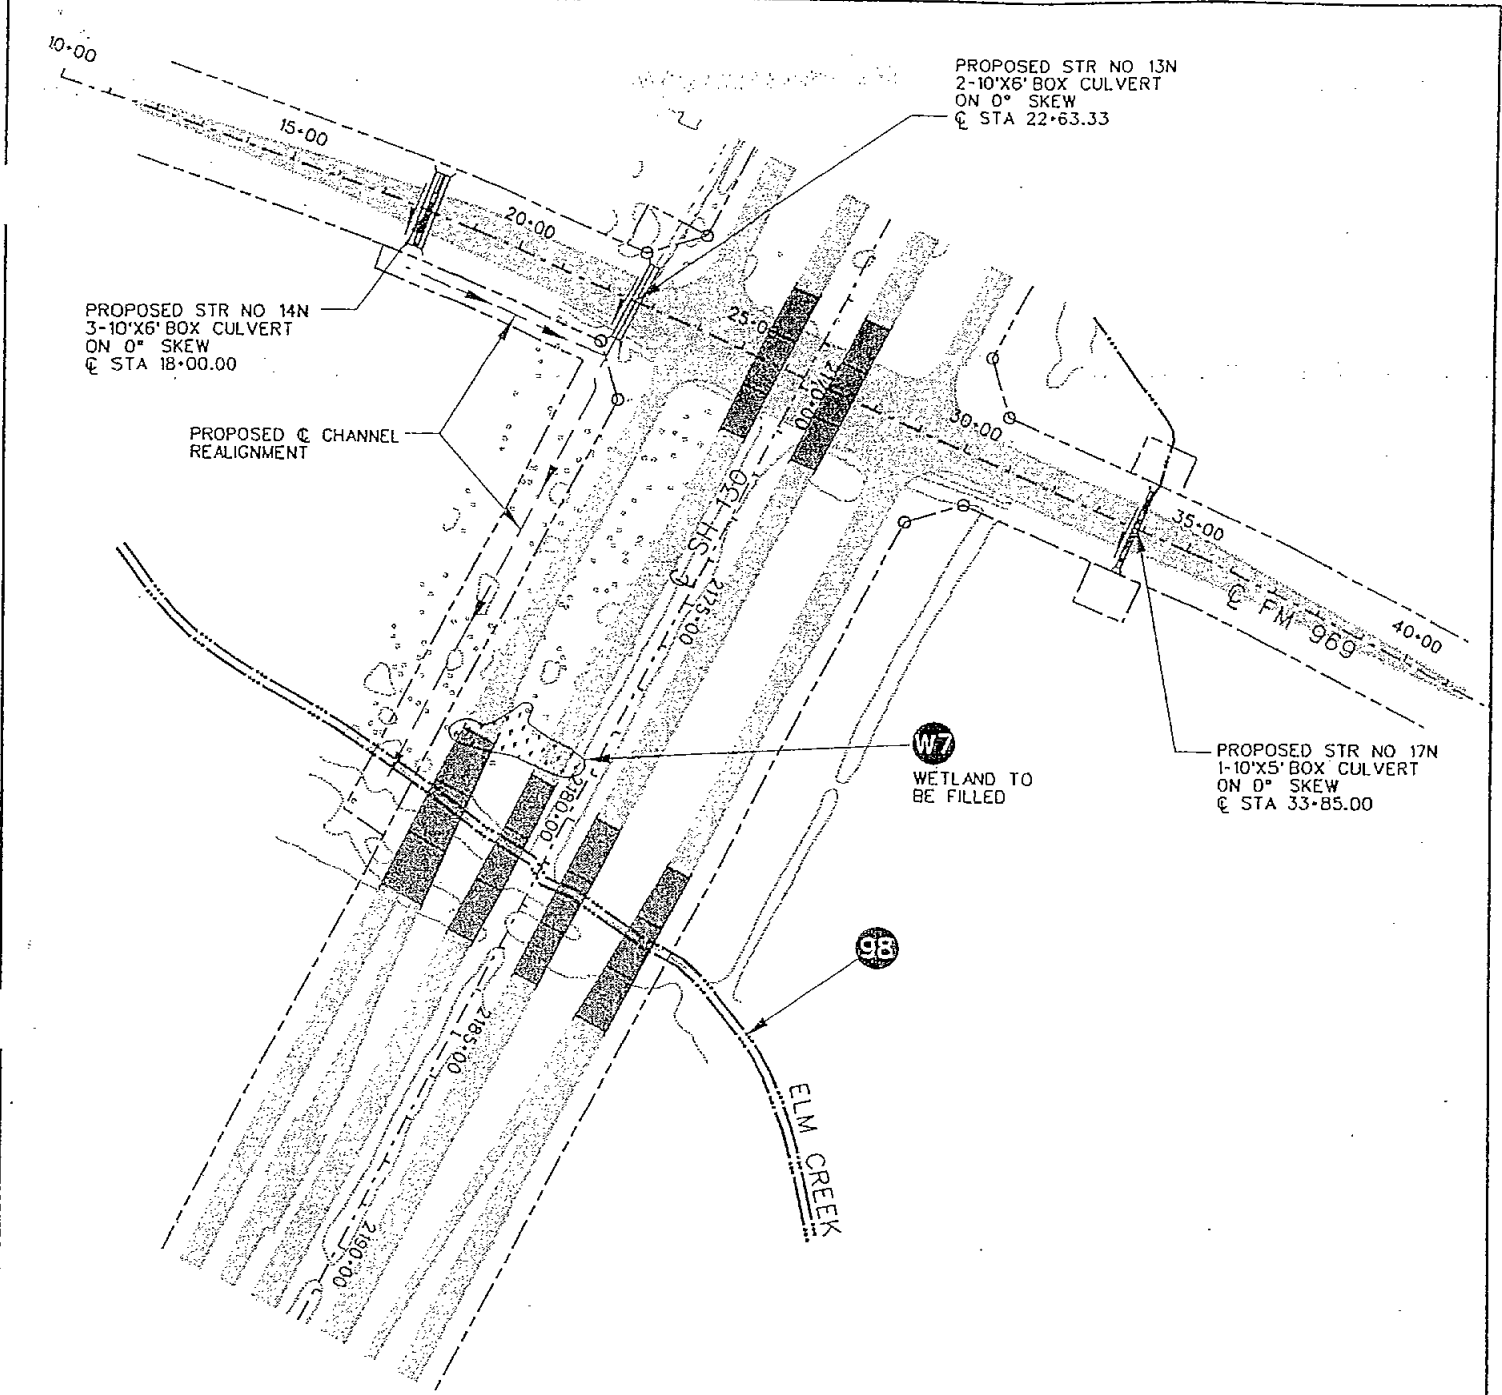 10+00
PROPOSED STR NO 13N
2-10'X6' BOX CULVERT
ON 0° SKEW
℄ STA 22+63.33
15+00
20+00
PROPOSED STR NO 14N
3-10'X6' BOX CULVERT
ON 0° SKEW
℄ STA 18+00.00
25+0
2170+00
30+00
PROPOSED ℄ CHANNEL
REALIGNMENT
℄ SH 130
35+00
2175+00
℄ FM 969
40+00
W7
WETLAND TO
BE FILLED
PROPOSED STR NO 17N
1-10'X5' BOX CULVERT
ON 0° SKEW
℄ STA 33+85.00
2180+00
98
2185+00
ELM CREEK
2190+00